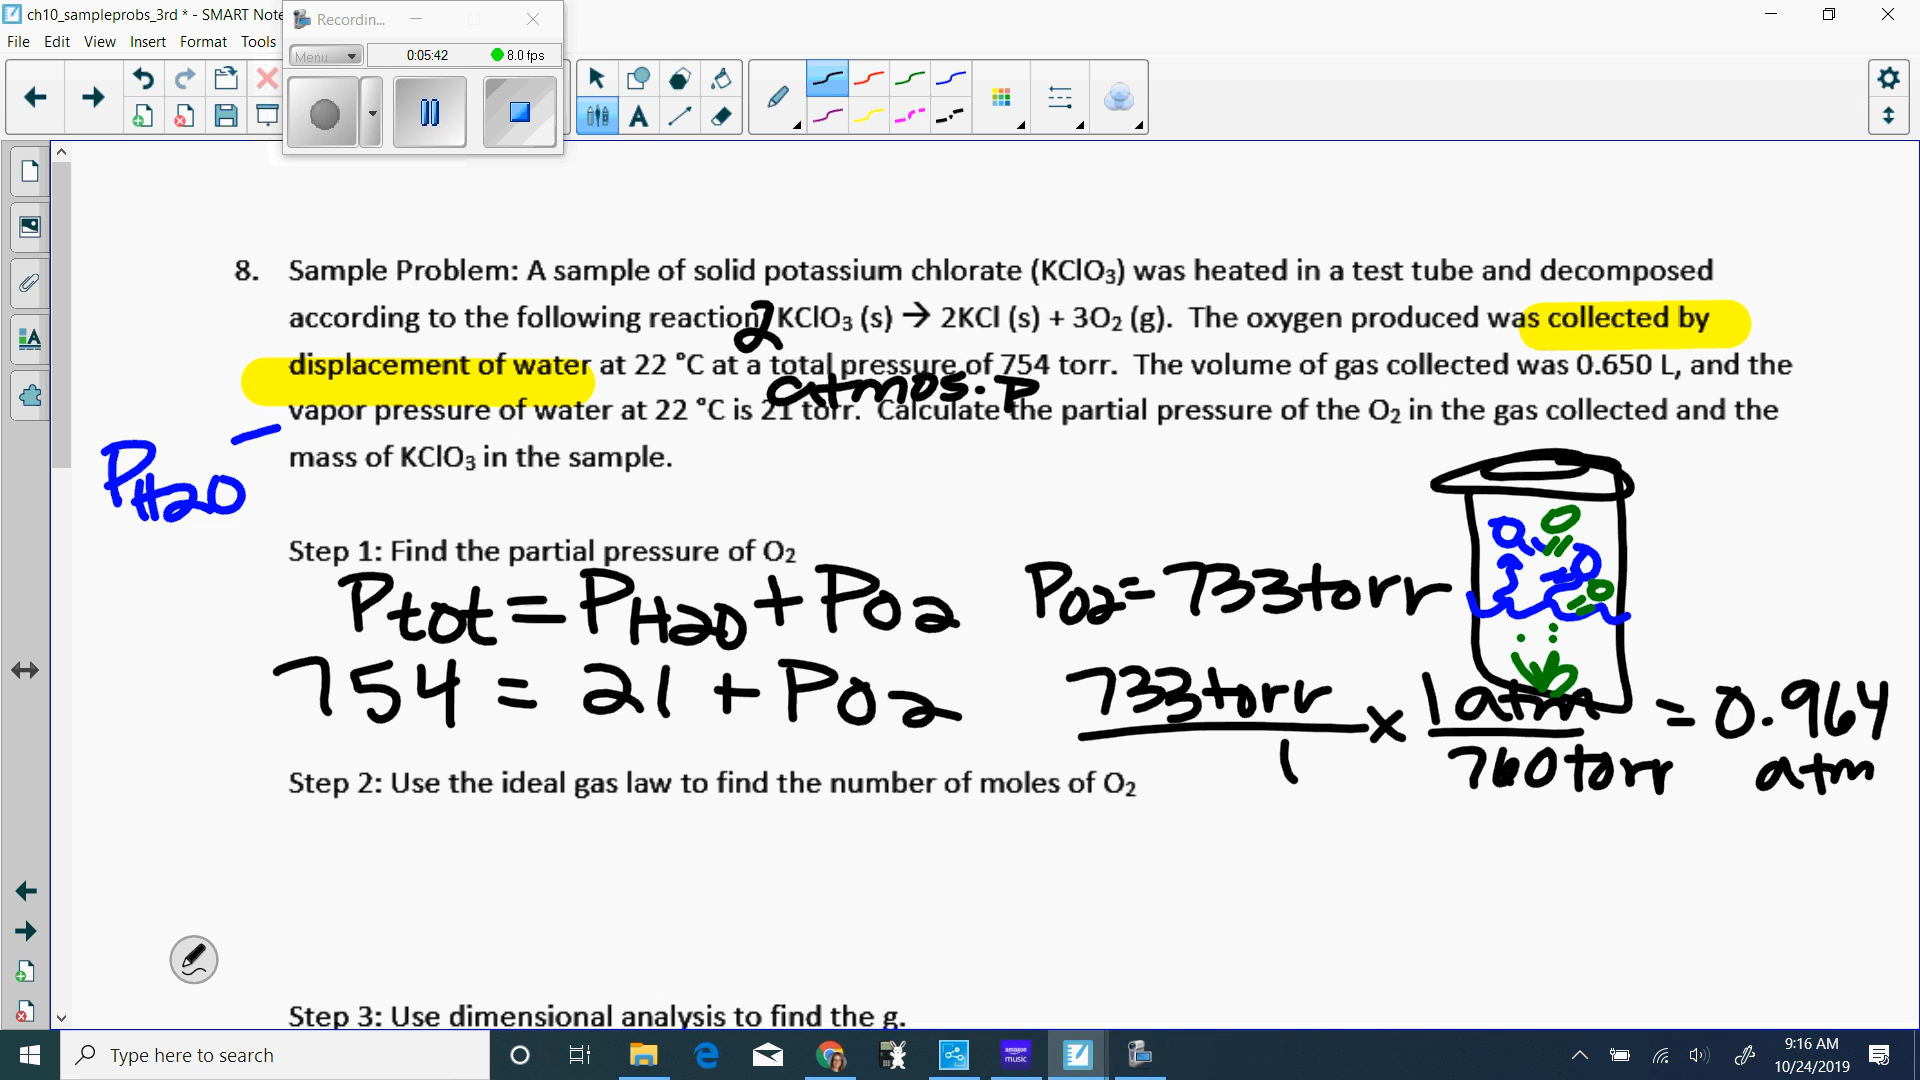 ch10_sampleprobs_3rd * - SMART Note
Recordin...
File Edit View Insert Format Tools
Menu
0:05:42
8.0 fps
8. Sample Problem: A sample of solid potassium chlorate (KClO3) was heated in a test tube and decomposed
according to the following reaction 2 KClO3 (s) → 2KCl (s) + 3O2 (g). The oxygen produced was collected by
displacement of water at 22 °C at a total pressure of 754 torr. The volume of gas collected was 0.650 L, and the
atmos. P
vapor pressure of water at 22 °C is 21 torr. Calculate the partial pressure of the O2 in the gas collected and the
PH2O
mass of KClO3 in the sample.
Step 1: Find the partial pressure of O2
Ptot = PH2O + PO2
PO2 = 733 torr
754 = 21 + PO2
733 torr / 1 x 1 atm / 760 torr = 0.964 atm
Step 2: Use the ideal gas law to find the number of moles of O2
Step 3: Use dimensional analysis to find the g.
Type here to search
amazon music
9:16 AM
10/24/2019